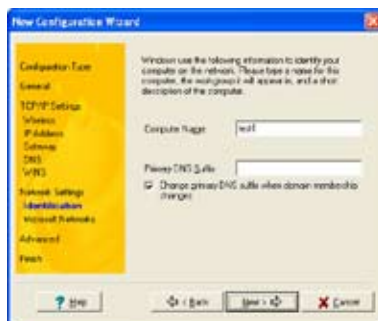 New Configuration Wizard
Configuration Type
General
TCP/IP Settings
Wireless
IP Address
Gateway
DNS
WINS
Network Settings
Identification
Microsoft Networks
Advanced
Finish
Windows use the following information to identify your
computer on the network. Please type a name for this
computer, the workgroup it will appear in, and a short
description of the computer.
Computer Name:
test1
Primary DNS Suffix
Change primary DNS suffix when domain membership
changes
Help
< Back
Next >
Cancel